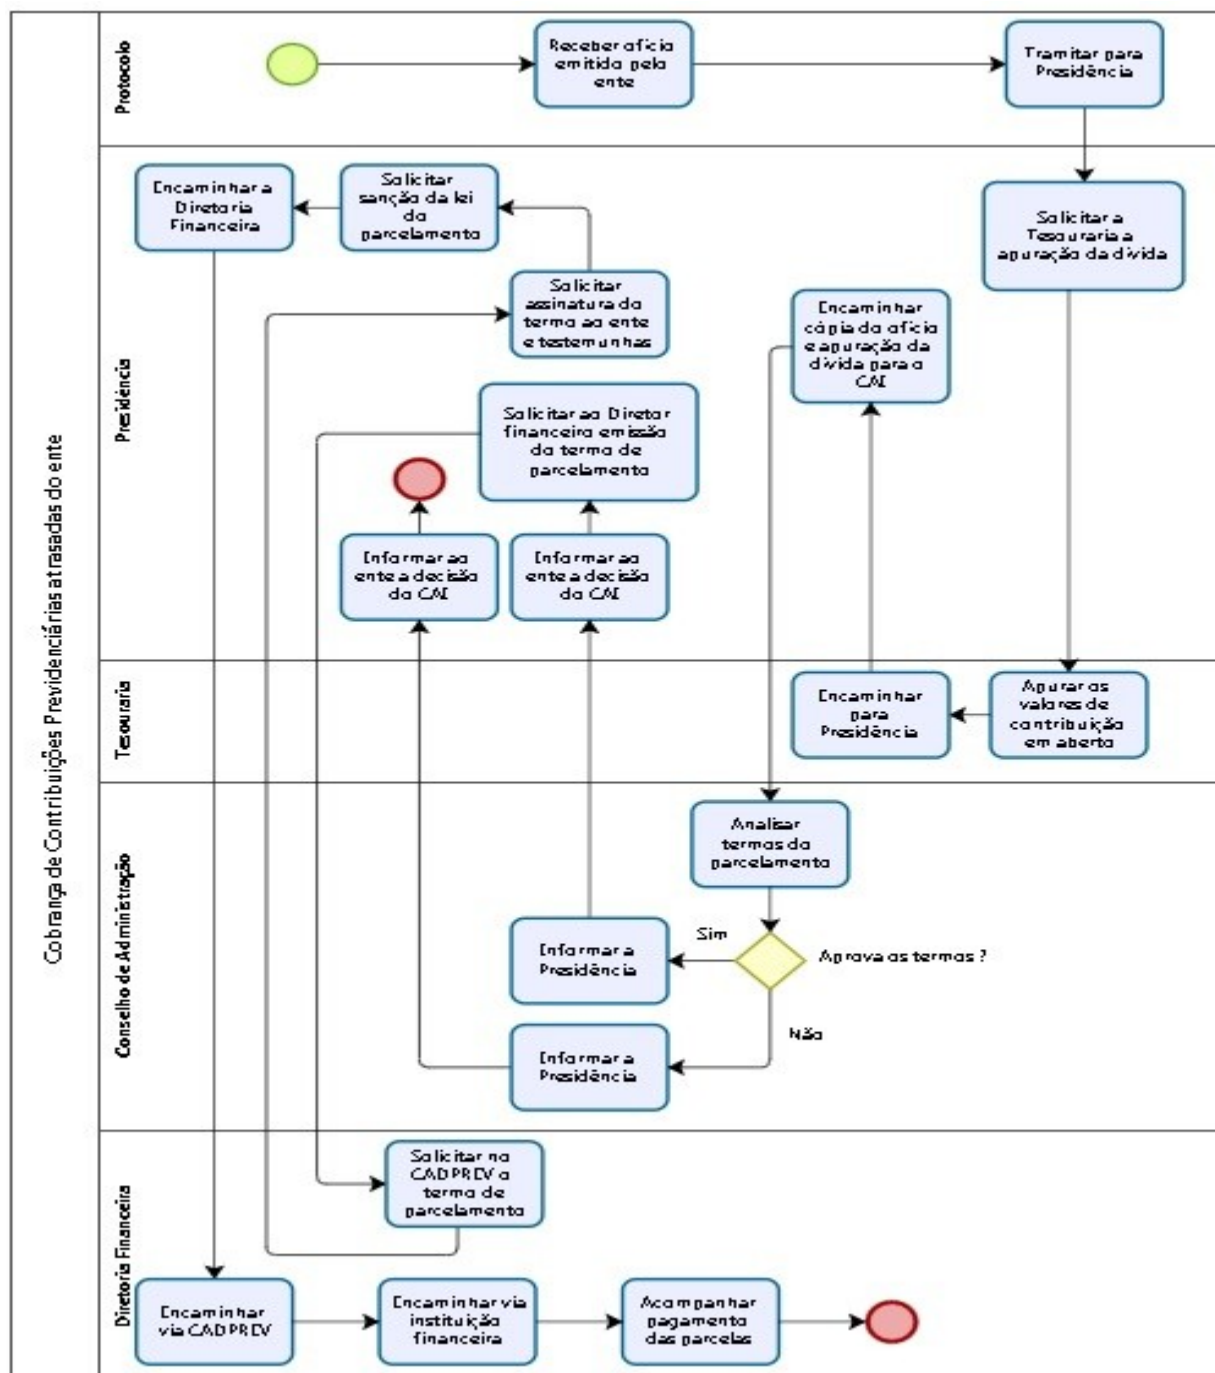 Cobrança de Contribuições Previdenciárias atrasadas do ente
Protocolo
Receber ofício
emitido pelo
ente
Tramitar para
Presidência
Presidência
Encaminhar a
Diretoria
Financeira
Solicitar
sanção da lei
do
parcelamento
Solicitar a
Tesouraria a
apuração da dívida
Solicitar
assinatura do
termo ao ente
e testemunhas
Encaminhar
cópia do ofício
e apuração da
dívida para o
CAI
Solicitar ao Diretor
financeiro emissão
do termo de
parcelamento
Informar ao
ente a decisão
do CAI
Informar ao
ente a decisão
do CAI
Tesouraria
Encaminhar
para
Presidência
Apurar os
valores de
contribuição
em aberto
Conselho de Administração
Analisar
termos do
parcelamento
Sim
Aprova os termos ?
Informar a
Presidência
Não
Informar a
Presidência
Diretoria Financeira
Solicitar no
CADPREV o
termo de
parcelamento
Encaminhar
via CADPREV
Encaminhar via
instituição
financeira
Acompanhar
pagamento
das parcelas